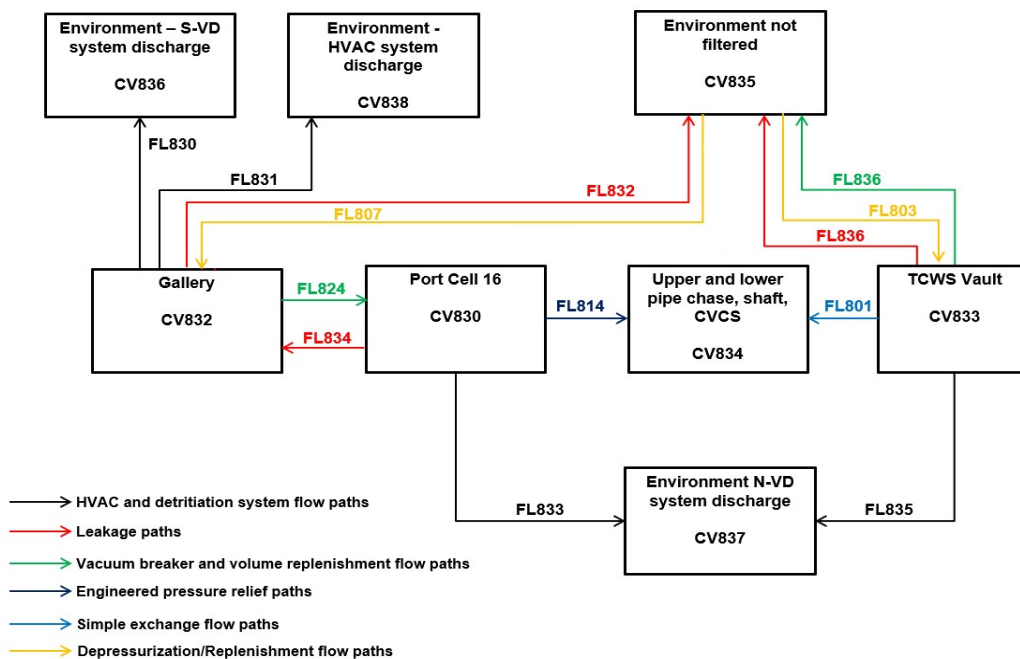 Environment – S-VD
system discharge
CV836
Environment -
HVAC system
discharge
CV838
Environment not
filtered
CV835
FL830
FL831
FL832
FL807
FL836
FL803
FL836
Gallery
CV832
FL824
FL834
Port Cell 16
CV830
FL814
Upper and lower
pipe chase, shaft,
CVCS
CV834
FL801
TCWS Vault
CV833
Environment N-VD
system discharge
CV837
FL833
FL835
HVAC and detritiation system flow paths
Leakage paths
Vacuum breaker and volume replenishment flow paths
Engineered pressure relief paths
Simple exchange flow paths
Depressurization/Replenishment flow paths